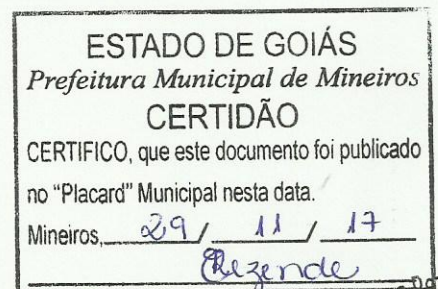 ESTADO DE GOIÁS
Prefeitura Municipal de Mineiros
CERTIDÃO
CERTIFICO, que este documento foi publicado
no "Placard" Municipal nesta data.
Mineiros, 29 / 11 / 17
Rezende